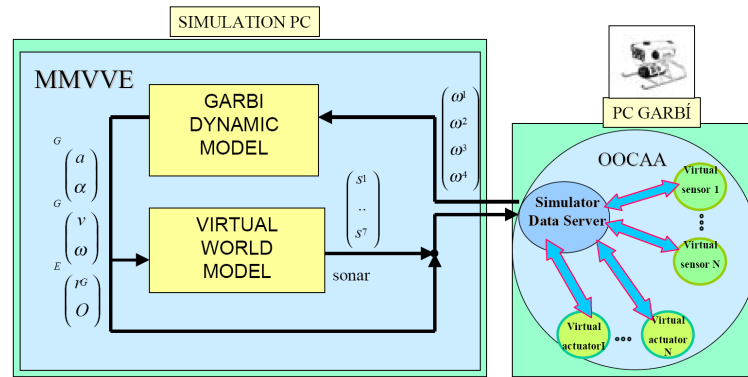 SIMULATION PC
MMVVE
GARBI
DYNAMIC
MODEL
G
a
α
G
v
ω
E
rG
O
VIRTUAL
WORLD
MODEL
s1
..
s7
sonar
ω1
ω2
ω3
ω4
PC GARBÍ
OOCAA
Simulator
Data Server
Virtual
sensor 1
Virtual
sensor N
Virtual
actuator1
Virtual
actuator
N